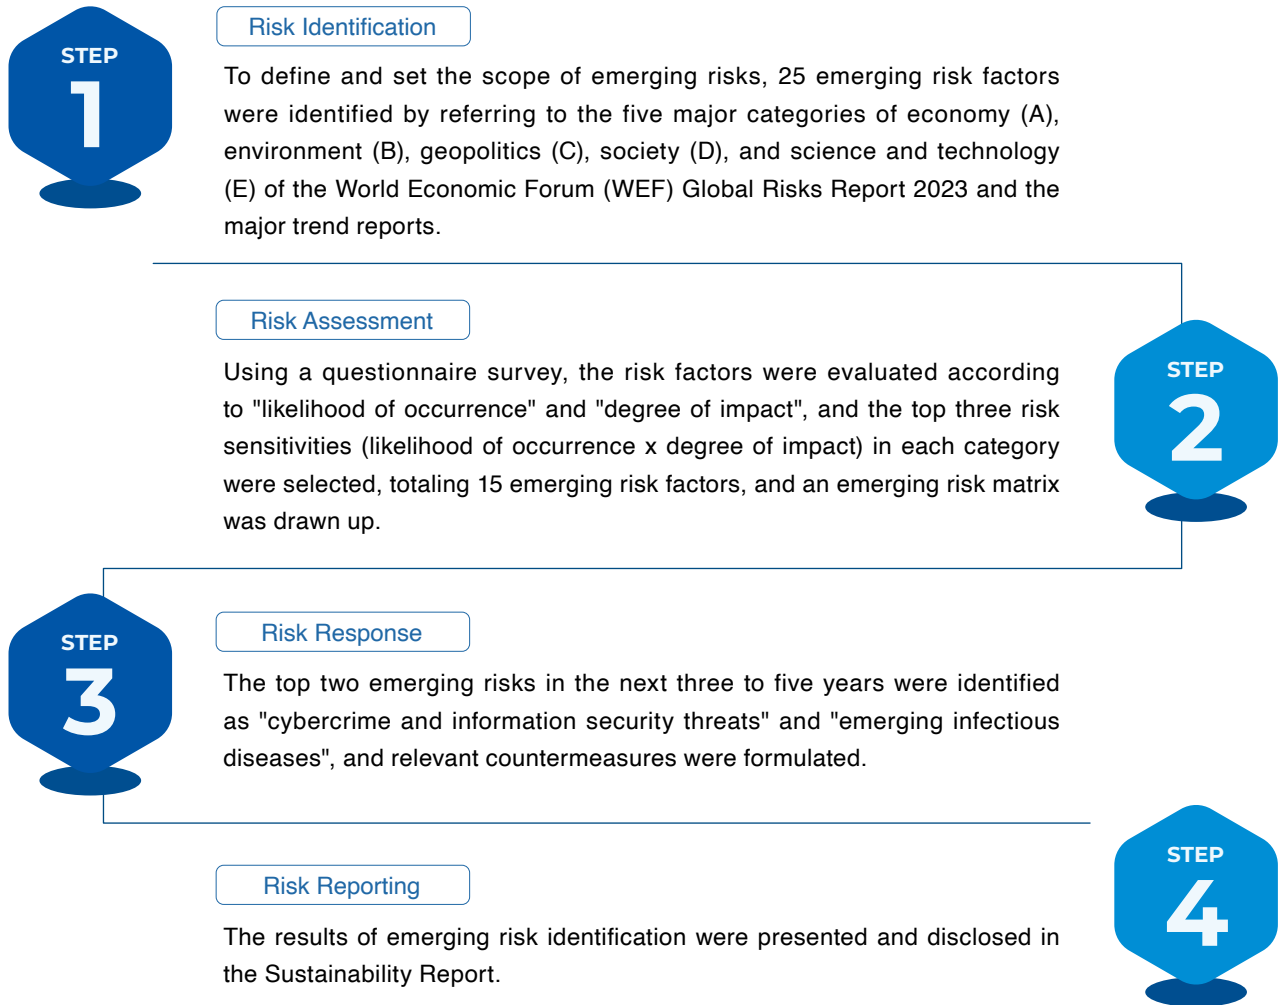 STEP
1
Risk Identification
To define and set the scope of emerging risks, 25 emerging risk factors
were identified by referring to the five major categories of economy (A),
environment (B), geopolitics (C), society (D), and science and technology
(E) of the World Economic Forum (WEF) Global Risks Report 2023 and the
major trend reports.
STEP
2
Risk Assessment
Using a questionnaire survey, the risk factors were evaluated according
to "likelihood of occurrence" and "degree of impact", and the top three risk
sensitivities (likelihood of occurrence x degree of impact) in each category
were selected, totaling 15 emerging risk factors, and an emerging risk matrix
was drawn up.
STEP
3
Risk Response
The top two emerging risks in the next three to five years were identified
as "cybercrime and information security threats" and "emerging infectious
diseases", and relevant countermeasures were formulated.
STEP
4
Risk Reporting
The results of emerging risk identification were presented and disclosed in
the Sustainability Report.